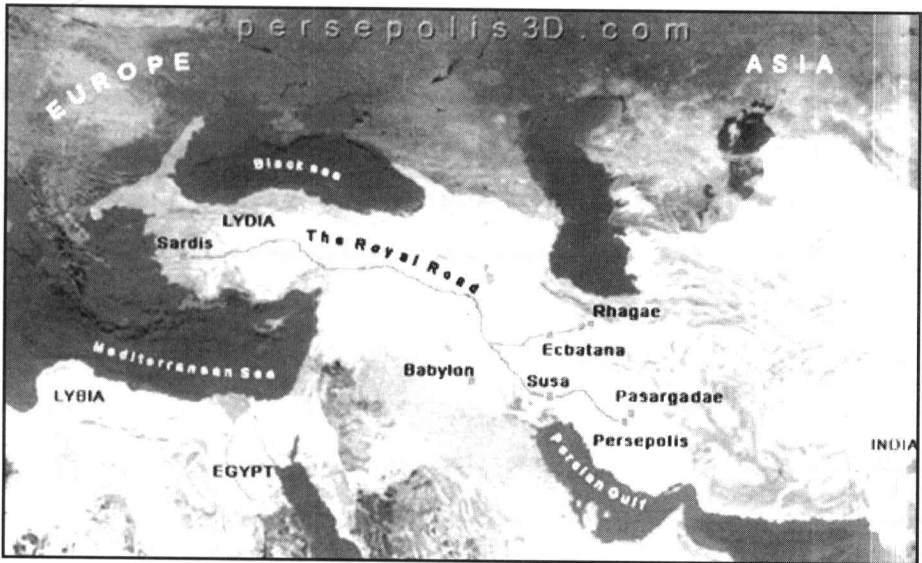 persepolis3D.com
EUROPE
ASIA
Black sea
LYDIA
The Royal Road
Sardis
Rhagae
Ecbatana
Mediterranean Sea
Babylon
Susa
Pasargadae
LYBIA
Persepolis
INDIA
EGYPT
Persian Gulf